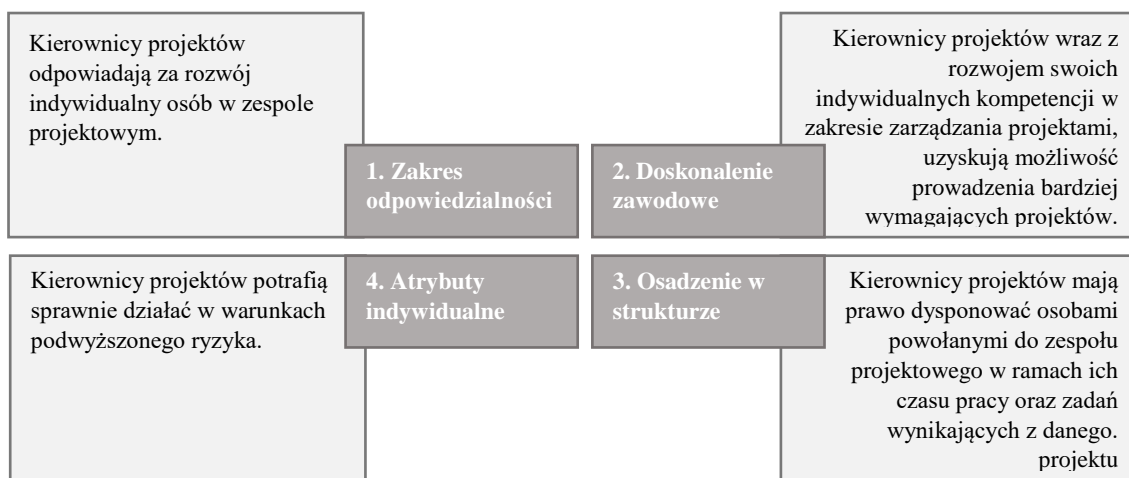 Kierownicy projektów
odpowiadają za rozwój
indywidualny osób w zespole
projektowym.
1. Zakres
odpowiedzialności
2. Doskonalenie
zawodowe
Kierownicy projektów wraz z
rozwojem swoich
indywidualnych kompetencji w
zakresie zarządzania projektami,
uzyskują możliwość
prowadzenia bardziej
wymagających projektów.
Kierownicy projektów potrafią
sprawnie działać w warunkach
podwyższonego ryzyka.
4. Atrybuty
indywidualne
3. Osadzenie w
strukturze
Kierownicy projektów mają
prawo dysponować osobami
powołanymi do zespołu
projektowego w ramach ich
czasu pracy oraz zadań
wynikających z danego.
projektu